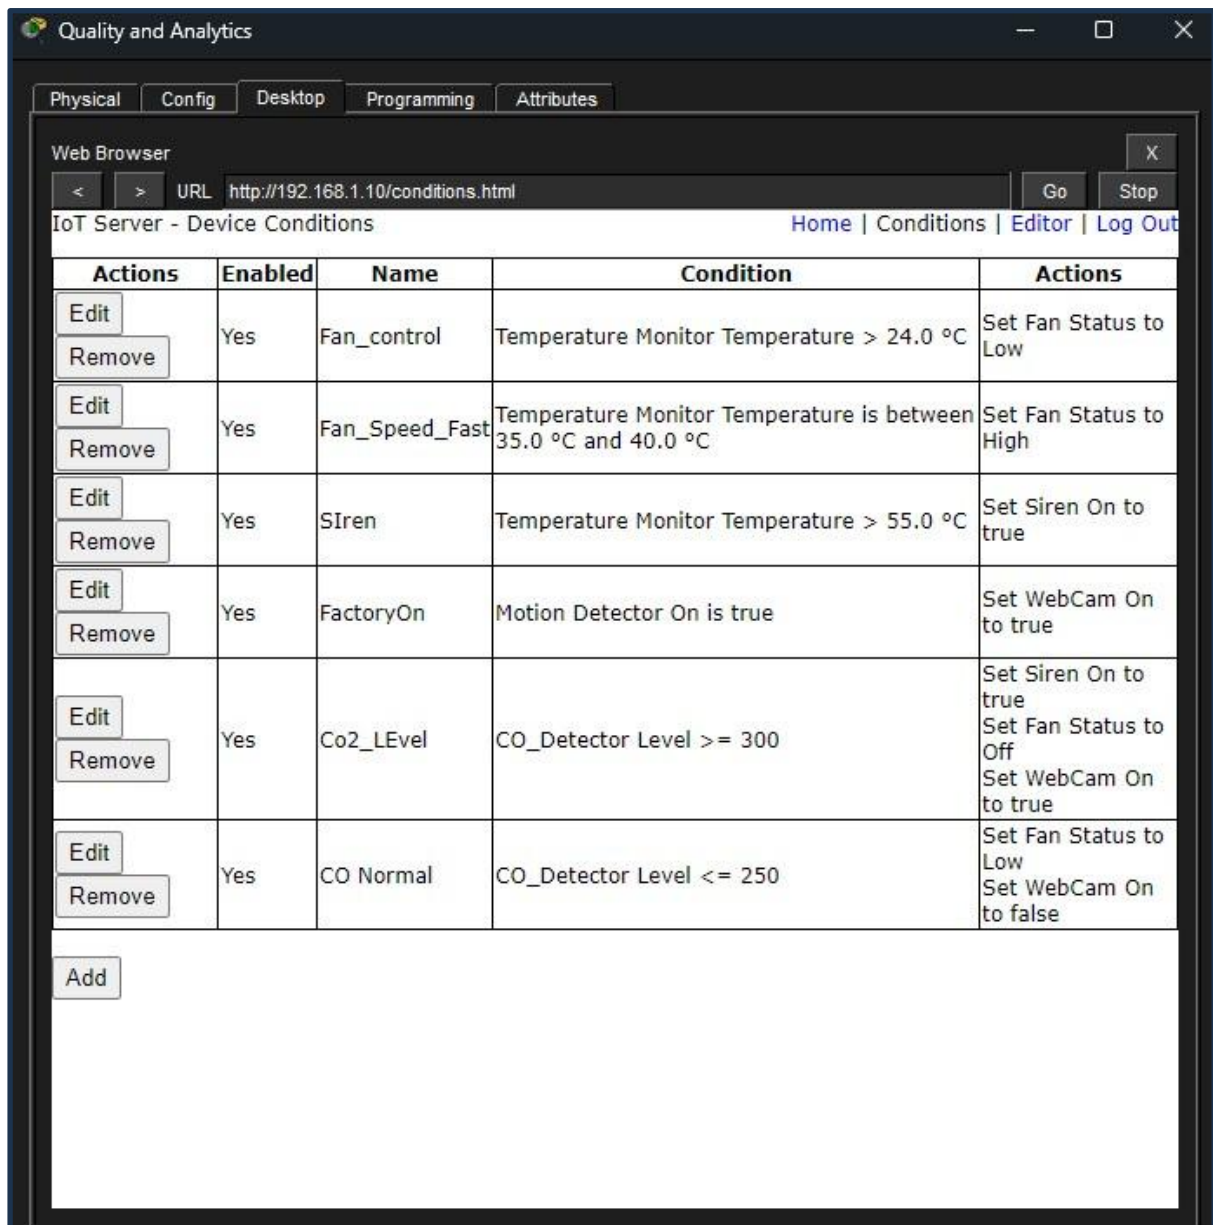 Quality and Analytics
Physical Config Desktop Programming Attributes
Web Browser X
< > URL http://192.168.1.10/conditions.html Go Stop
IoT Server - Device Conditions Home | Conditions | Editor | Log Out
Actions Enabled Name Condition Actions
Edit
Remove
Yes
Fan_control
Temperature Monitor Temperature > 24.0 °C
Set Fan Status to
Low
Edit
Remove
Yes
Fan_Speed_Fast
Temperature Monitor Temperature is between
35.0 °C and 40.0 °C
Set Fan Status to
High
Edit
Remove
Yes
SIren
Temperature Monitor Temperature > 55.0 °C
Set Siren On to
true
Edit
Remove
Yes
FactoryOn
Motion Detector On is true
Set WebCam On
to true
Edit
Remove
Yes
Co2_LEvel
CO_Detector Level >= 300
Set Siren On to
true
Set Fan Status to
Off
Set WebCam On
to true
Edit
Remove
Yes
CO Normal
CO_Detector Level <= 250
Set Fan Status to
Low
Set WebCam On
to false
Add